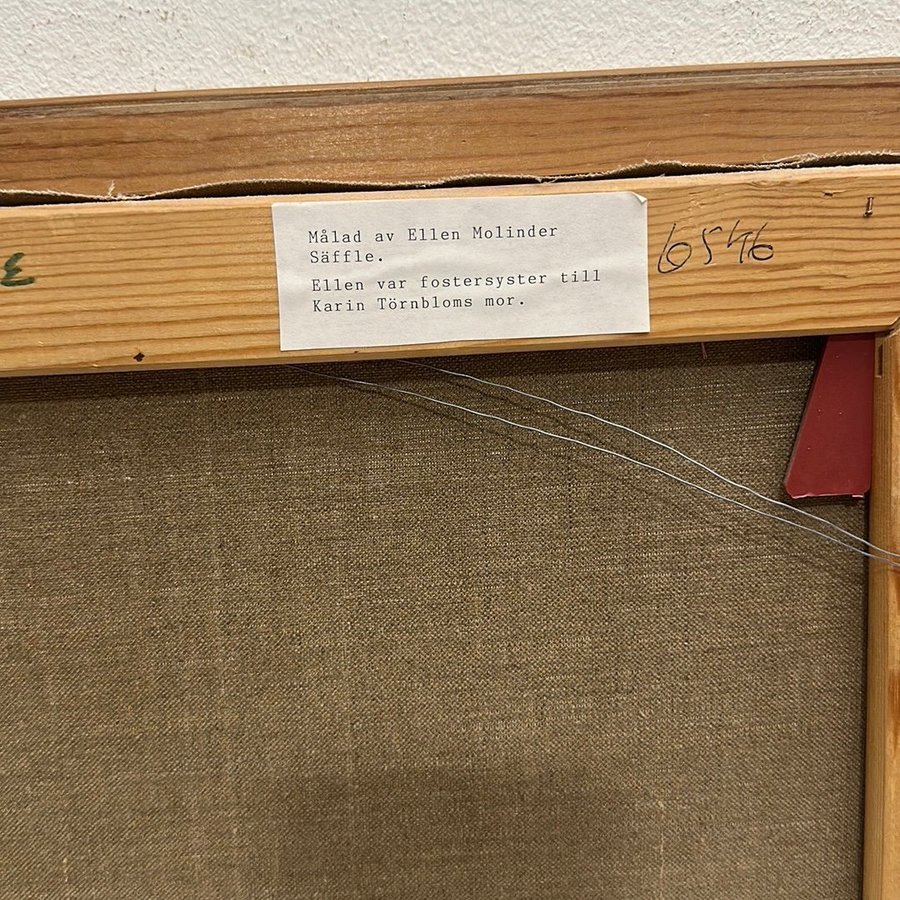 Målad av Ellen Molinder
Säffle.
Ellen var fostersyster till
Karin Törnbloms mor.
6546